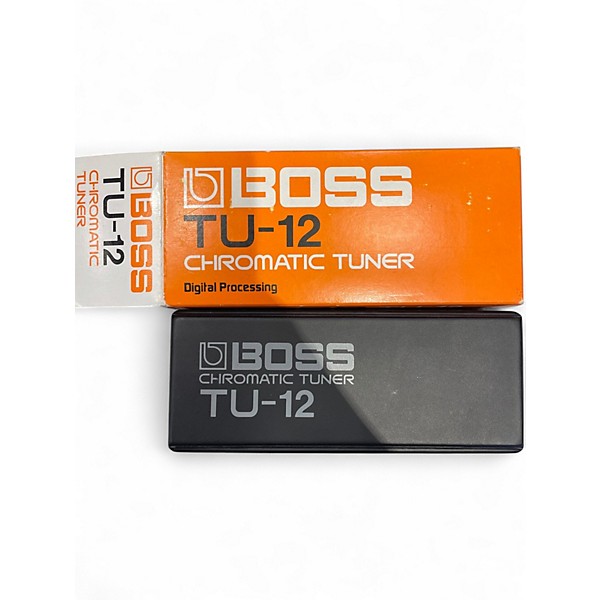 BOSS
TU-12
CHROMATIC
TUNER
BOSS
TU-12
CHROMATIC TUNER
Digital Processing
BOSS
CHROMATIC TUNER
TU-12